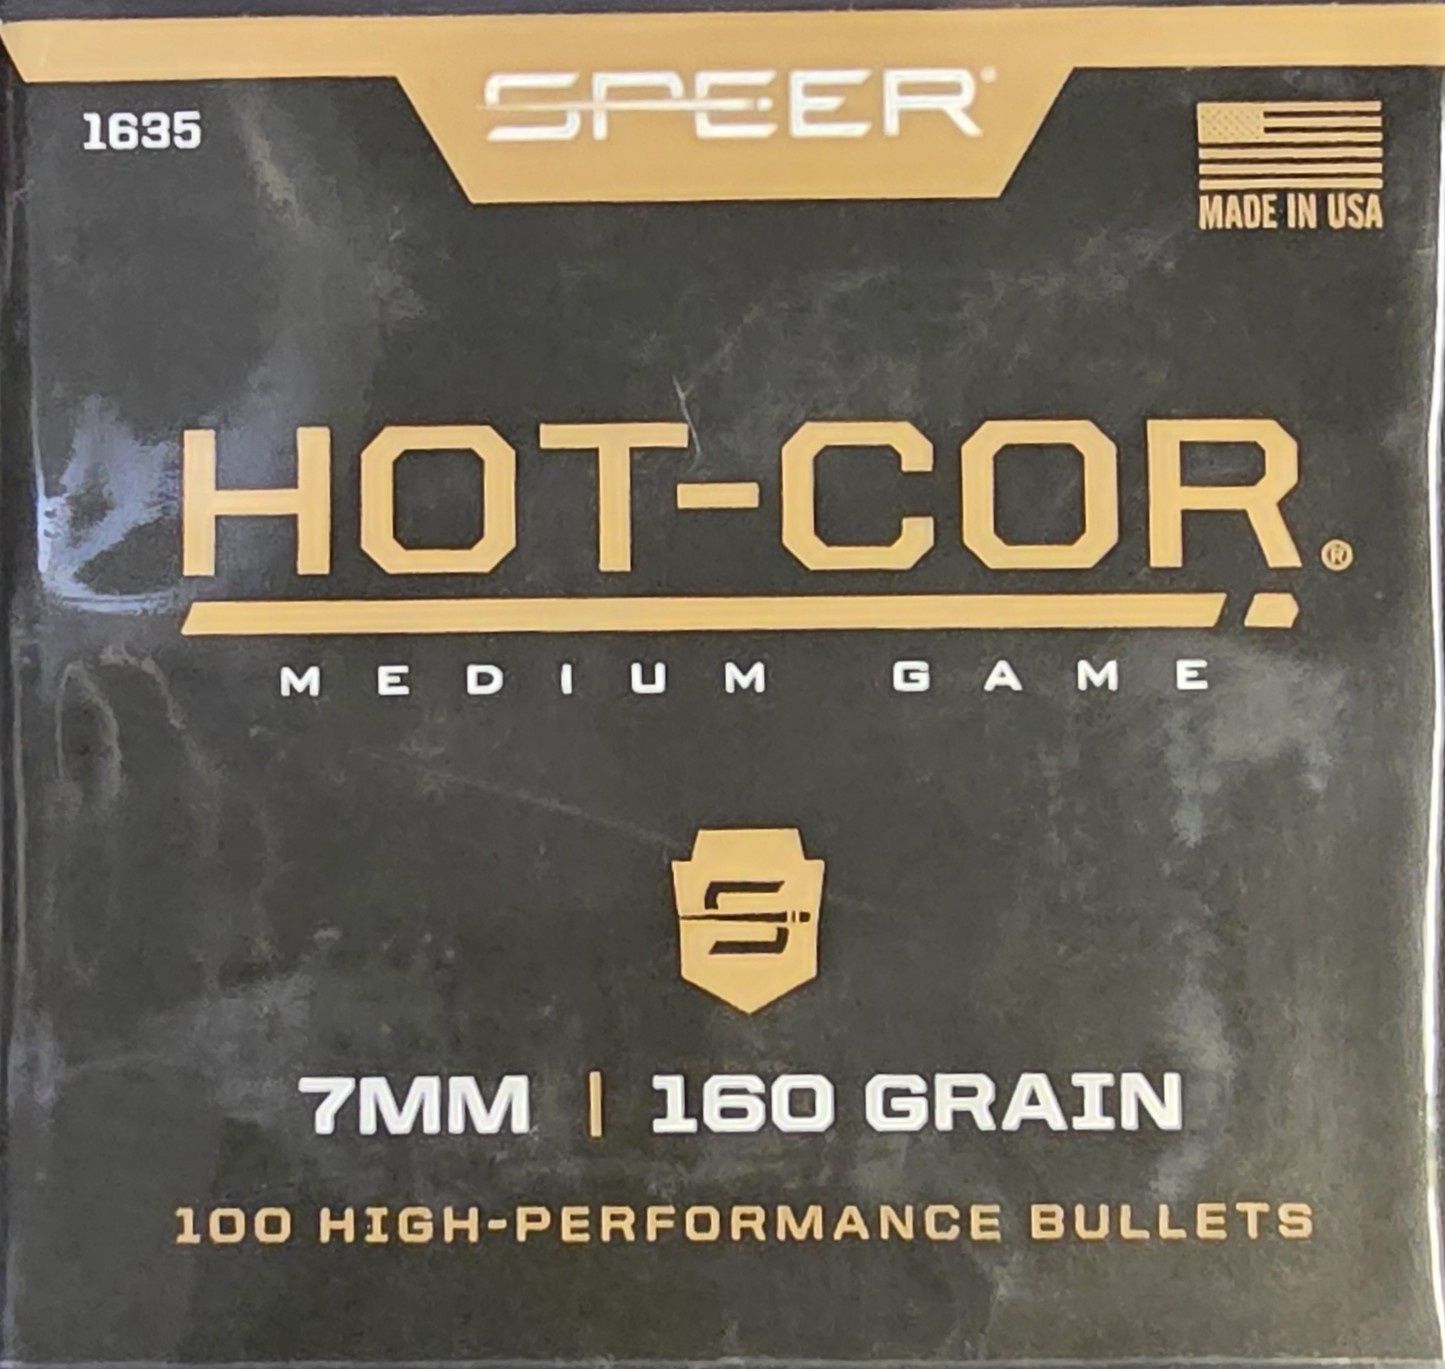 SPEER®
1635
MADE IN USA
HOT-COR®
MEDIUM GAME
S
7MM | 160 GRAIN
100 HIGH-PERFORMANCE BULLETS